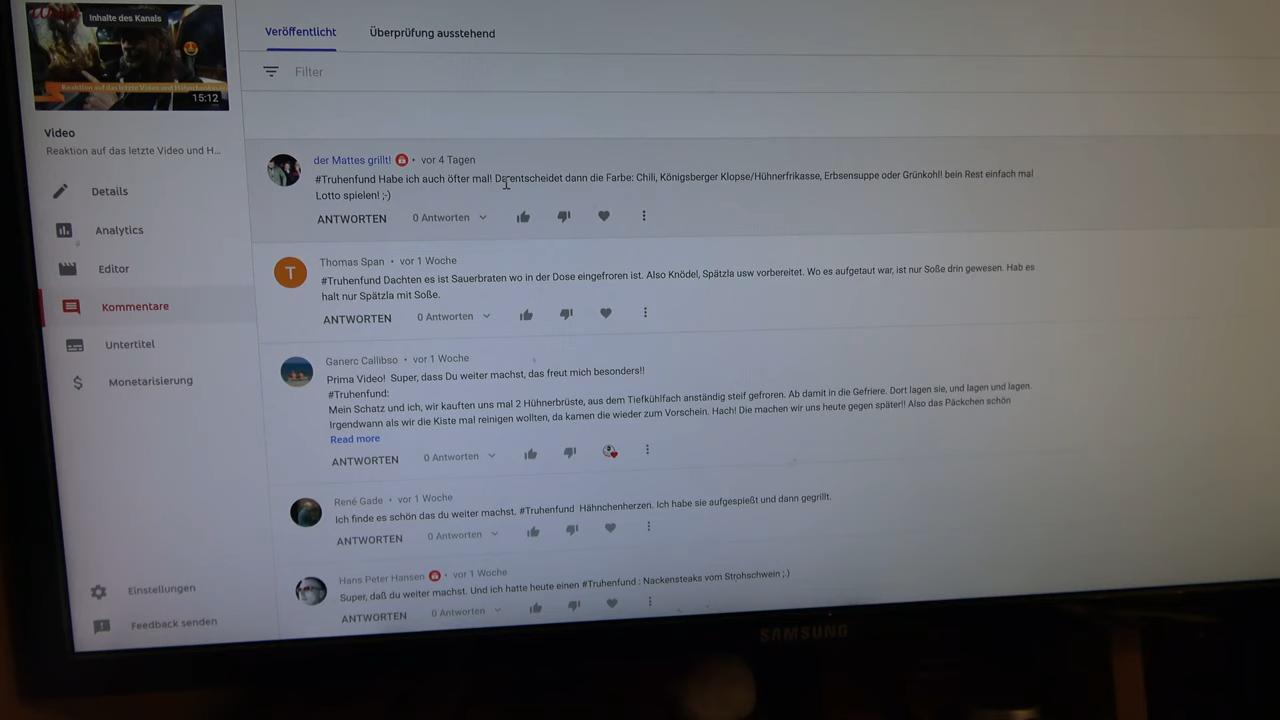 Inhalte des Kanals
Reaktion auf das letzte Video und Hähnchenkeule
15:12
Video
Reaktion auf das letzte Video und H...
Details
Analytics
Editor
Kommentare
Untertitel
Monetarisierung
Einstellungen
Feedback senden
Veröffentlicht
Überprüfung ausstehend
Filter
der Mattes grillt! • vor 4 Tagen
#Truhenfund Habe ich auch öfter mal! Da entscheidet dann die Farbe: Chili, Königsberger Klopse/Hühnerfrikasse, Erbsensuppe oder Grünkohl! bein Rest einfach mal
Lotto spielen! ;-)
ANTWORTEN 0 Antworten
Thomas Span • vor 1 Woche
#Truhenfund Dachten es ist Sauerbraten wo in der Dose eingefroren ist. Also Knödel, Spätzla usw vorbereitet. Wo es aufgetaut war, ist nur Soße drin gewesen. Hab es
halt nur Spätzla mit Soße.
ANTWORTEN 0 Antworten
Ganerc Callibso • vor 1 Woche
Prima Video! Super, dass Du weiter machst, das freut mich besonders!!
#Truhenfund:
Mein Schatz und ich, wir kauften uns mal 2 Hühnerbrüste, aus dem Tiefkühlfach anständig steif gefroren. Ab damit in die Gefriere. Dort lagen sie, und lagen und lagen.
Irgendwann als wir die Kiste mal reinigen wollten, da kamen die wieder zum Vorschein. Hach! Die machen wir uns heute gegen später!! Also das Päckchen schön
Read more
ANTWORTEN 0 Antworten
René Gade • vor 1 Woche
Ich finde es schön das du weiter machst. #Truhenfund Hähnchenherzen. Ich habe sie aufgespießt und dann gegrillt.
ANTWORTEN 0 Antworten
Hans Peter Hansen • vor 1 Woche
Super, daß du weiter machst. Und ich hatte heute einen #Truhenfund : Nackensteaks vom Strohschwein ;.)
ANTWORTEN 0 Antworten
SAMSUNG